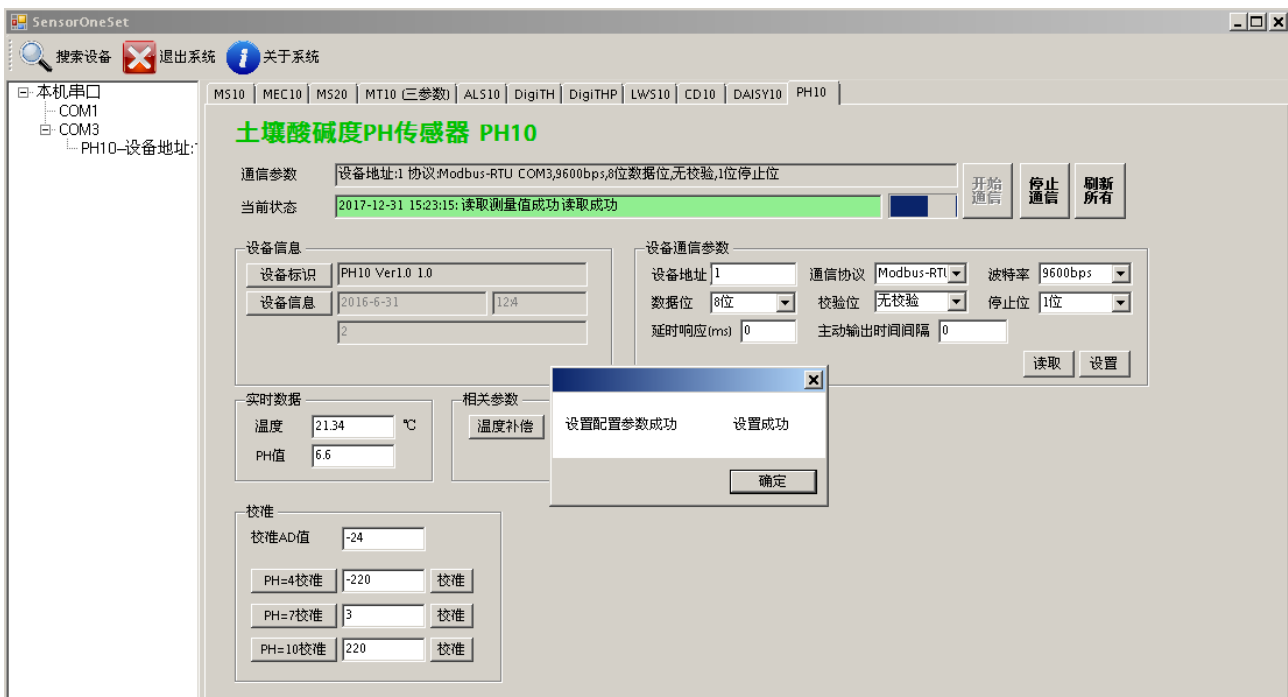 SensorOneSet
搜索设备 退出系统 关于系统
本机串口
COM1
COM3
PH10--设备地址:
MS10 MEC10 MS20 MT10 (三参数) ALS10 DigiTH DigiTHP LWS10 CD10 DAISY10 PH10
土壤酸碱度PH传感器 PH10
通信参数 设备地址:1 协议:Modbus-RTU COM3,9600bps,8位数据位,无校验,1位停止位
当前状态 2017-12-31 15:23:15: 读取测量值成功 读取成功
开始通信 停止通信 刷新所有
设备信息
设备标识 PH10 Ver1.0 1.0
设备信息 2016-6-31 12:4
2
设备通信参数
设备地址 1 通信协议 Modbus-RTU 波特率 9600bps
数据位 8位 校验位 无校验 停止位 1位
延时响应(ms) 0 主动输出时间间隔 0
读取 设置
实时数据
温度 21.34 ℃
PH值 6.6
相关参数
温度补偿
设置配置参数成功 设置成功
确定
校准
校准AD值 -24
PH=4校准 -220 校准
PH=7校准 3 校准
PH=10校准 220 校准